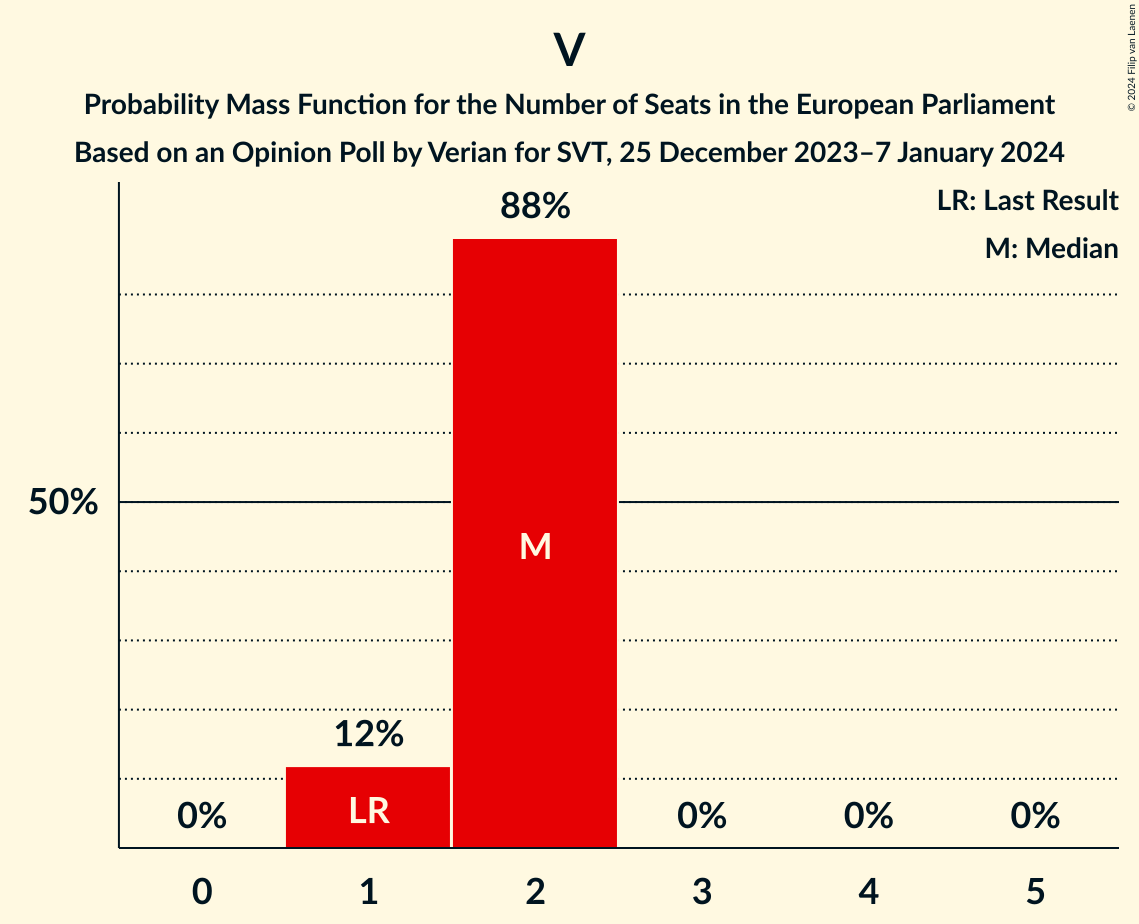 V
Probability Mass Function for the Number of Seats in the European Parliament
Based on an Opinion Poll by Verian for SVT, 25 December 2023–7 January 2024
© 2024 Filip van Laenen
LR: Last Result
M: Median
88%
50%
M
12%
LR
0%
0%
0%
0%
0 1 2 3 4 5